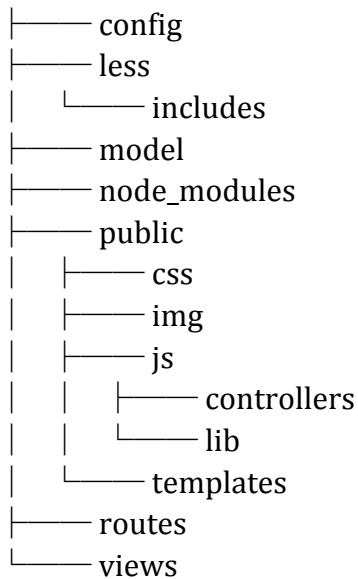 ├── config
├── less
│   └── includes
├── model
├── node_modules
├── public
│   ├── css
│   ├── img
│   ├── js
│   │   ├── controllers
│   │   └── lib
│   └── templates
├── routes
└── views